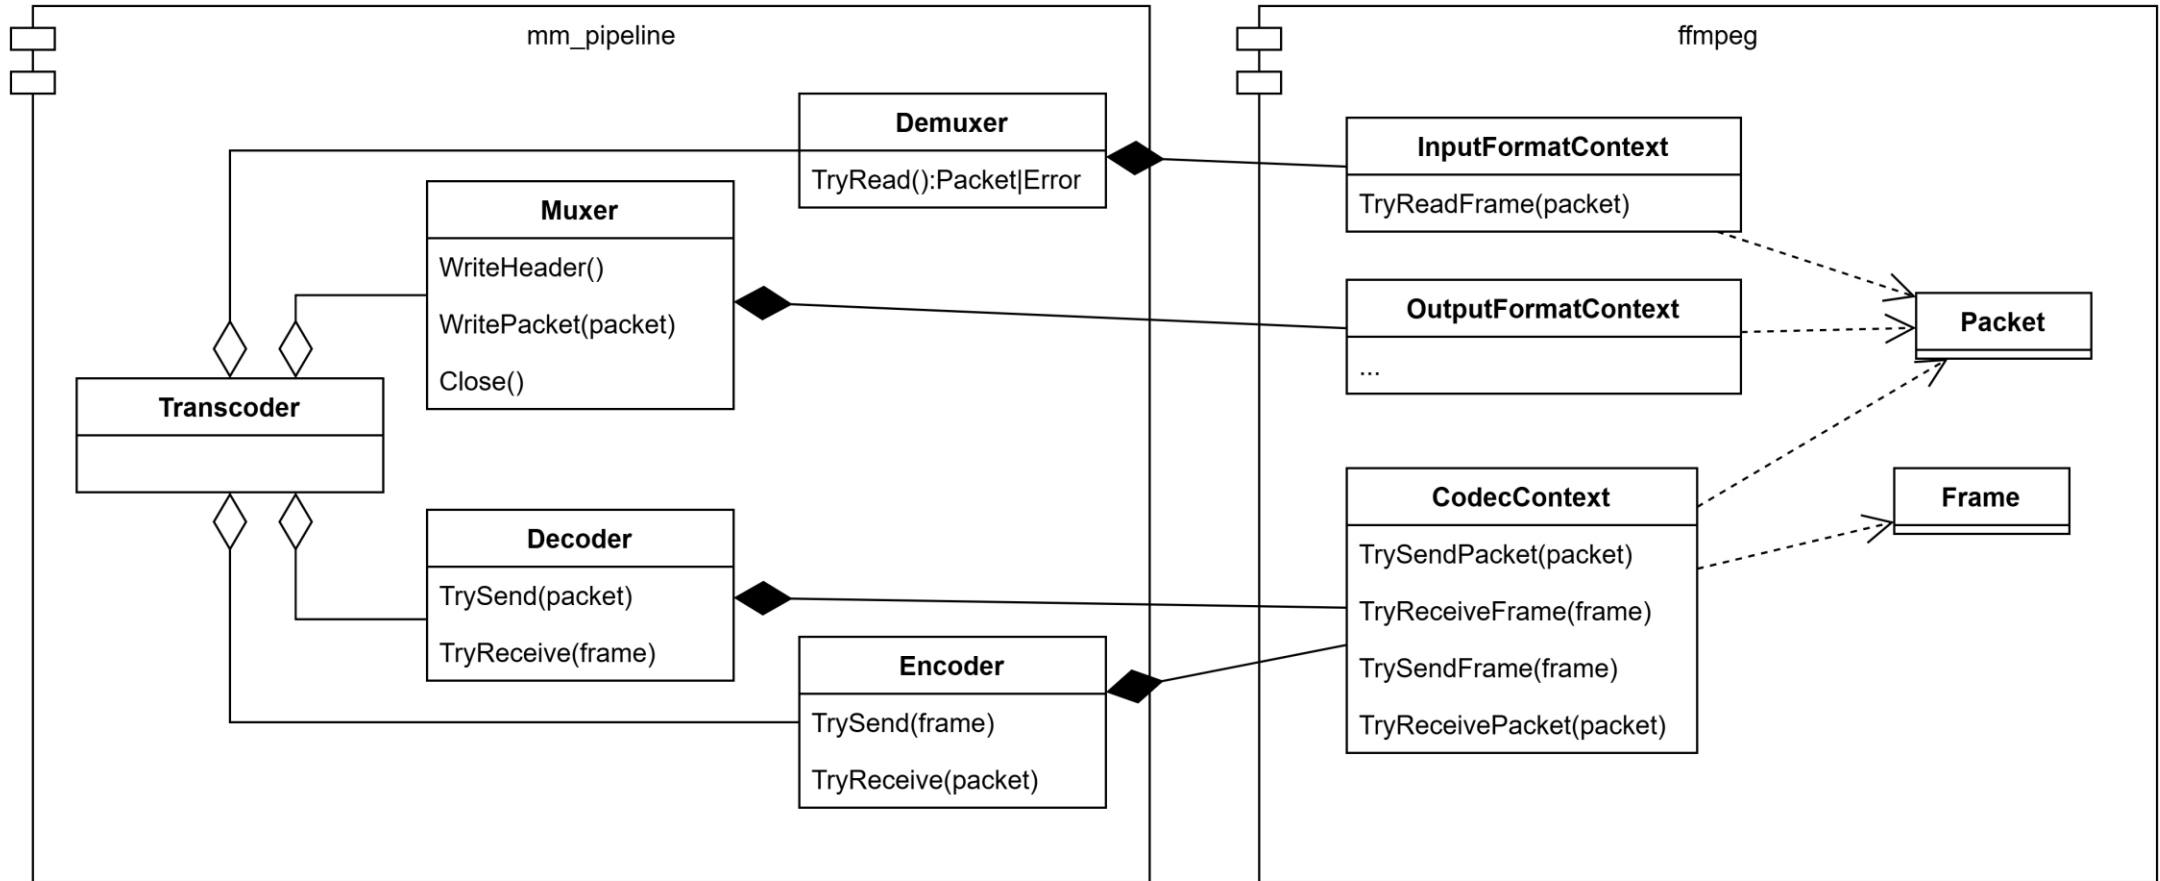 mm_pipeline
Demuxer
TryRead():Packet|Error
Muxer
WriteHeader()
WritePacket(packet)
Close()
Transcoder
Decoder
TrySend(packet)
TryReceive(frame)
Encoder
TrySend(frame)
TryReceive(packet)
ffmpeg
InputFormatContext
TryReadFrame(packet)
OutputFormatContext
...
Packet
CodecContext
TrySendPacket(packet)
TryReceiveFrame(frame)
TrySendFrame(frame)
TryReceivePacket(packet)
Frame